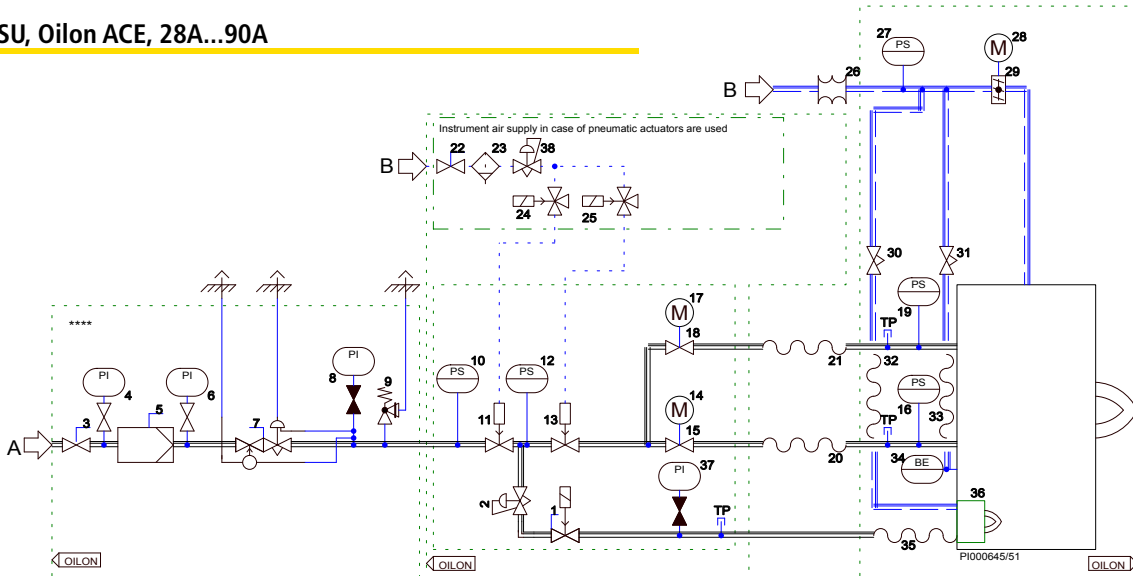 SU, Oilon ACE, 28A...90A
27
PS
M
28
26
29
B
Instrument air supply in case of pneumatic actuators are used
B
22
23
38
24
25
30
31
17
M
18
PS
19
TP
21
32
****
PI
4
PI
6
PI
8
9
10
PS
PS
12
14
M
15
PS
16
33
3
5
7
11
13
A
TP
20
34
BE
PI
37
36
2
1
TP
35
PI000645/51
OILON
OILON
OILON